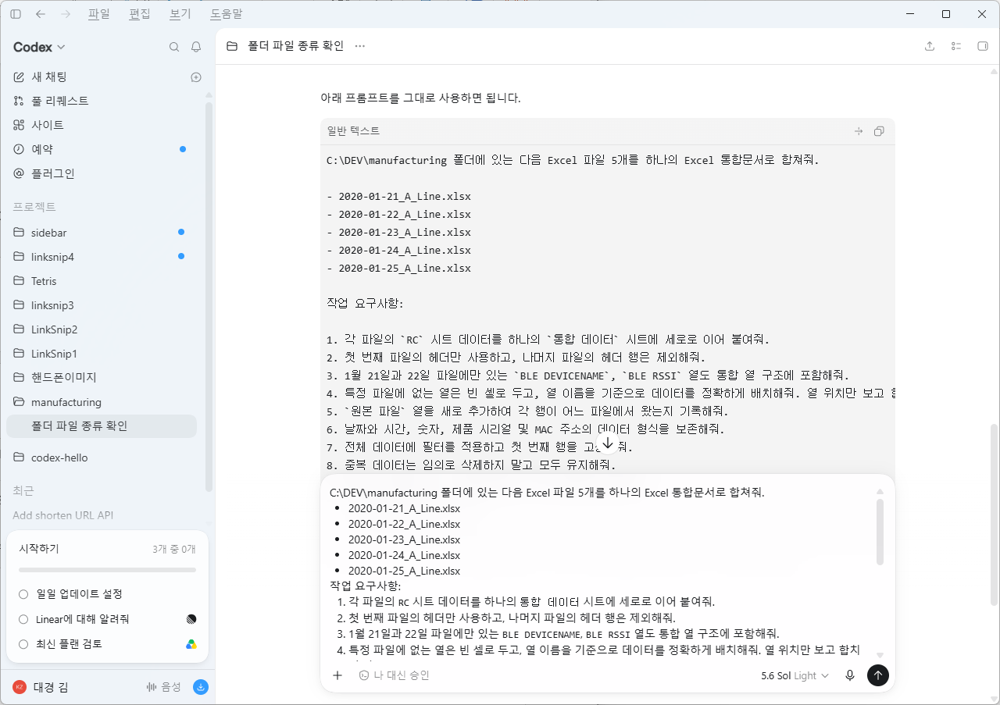 파일 편집 보기 도움말
Codex
새 채팅
풀 리퀘스트
사이트
예약
플러그인
프로젝트
sidebar
linksnip4
Tetris
linksnip3
LinkSnip2
LinkSnip1
핸드폰이미지
manufacturing
폴더 파일 종류 확인
codex-hello
최근
Add shorten URL API
시작하기 3개 중 0개
일일 업데이트 설정
Linear에 대해 알려줘
최신 플랜 검토
KZ 대경 김 음성
폴더 파일 종류 확인 ···
아래 프롬프트를 그대로 사용하면 됩니다.
일반 텍스트
C:\DEV\manufacturing 폴더에 있는 다음 Excel 파일 5개를 하나의 Excel 통합문서로 합쳐줘.
- 2020-01-21_A_Line.xlsx
- 2020-01-22_A_Line.xlsx
- 2020-01-23_A_Line.xlsx
- 2020-01-24_A_Line.xlsx
- 2020-01-25_A_Line.xlsx
작업 요구사항:
1. 각 파일의 `RC` 시트 데이터를 하나의 `통합 데이터` 시트에 세로로 이어 붙여줘.
2. 첫 번째 파일의 헤더만 사용하고, 나머지 파일의 헤더 행은 제외해줘.
3. 1월 21일과 22일 파일에만 있는 `BLE DEVICENAME`, `BLE RSSI` 열도 통합 열 구조에 포함해줘.
4. 특정 파일에 없는 열은 빈 셀로 두고, 열 이름을 기준으로 데이터를 정확하게 배치해줘. 열 위치만 보고
5. `원본 파일` 열을 새로 추가하여 각 행이 어느 파일에서 왔는지 기록해줘.
6. 날짜와 시간, 숫자, 제품 시리얼 및 MAC 주소의 데이터 형식을 보존해줘.
7. 전체 데이터에 필터를 적용하고 첫 번째 행을 줘.
8. 중복 데이터는 임의로 삭제하지 말고 모두 유지해줘.
C:\DEV\manufacturing 폴더에 있는 다음 Excel 파일 5개를 하나의 Excel 통합문서로 합쳐줘.
• 2020-01-21_A_Line.xlsx
• 2020-01-22_A_Line.xlsx
• 2020-01-23_A_Line.xlsx
• 2020-01-24_A_Line.xlsx
• 2020-01-25_A_Line.xlsx
작업 요구사항:
1. 각 파일의 RC 시트 데이터를 하나의 통합 데이터 시트에 세로로 이어 붙여줘.
2. 첫 번째 파일의 헤더만 사용하고, 나머지 파일의 헤더 행은 제외해줘.
3. 1월 21일과 22일 파일에만 있는 BLE DEVICENAME, BLE RSSI 열도 통합 열 구조에 포함해줘.
4. 특정 파일에 없는 열은 빈 셀로 두고, 열 이름을 기준으로 데이터를 정확하게 배치해줘. 열 위치만 보고 합치
나 대신 승인 5.6 Sol Light